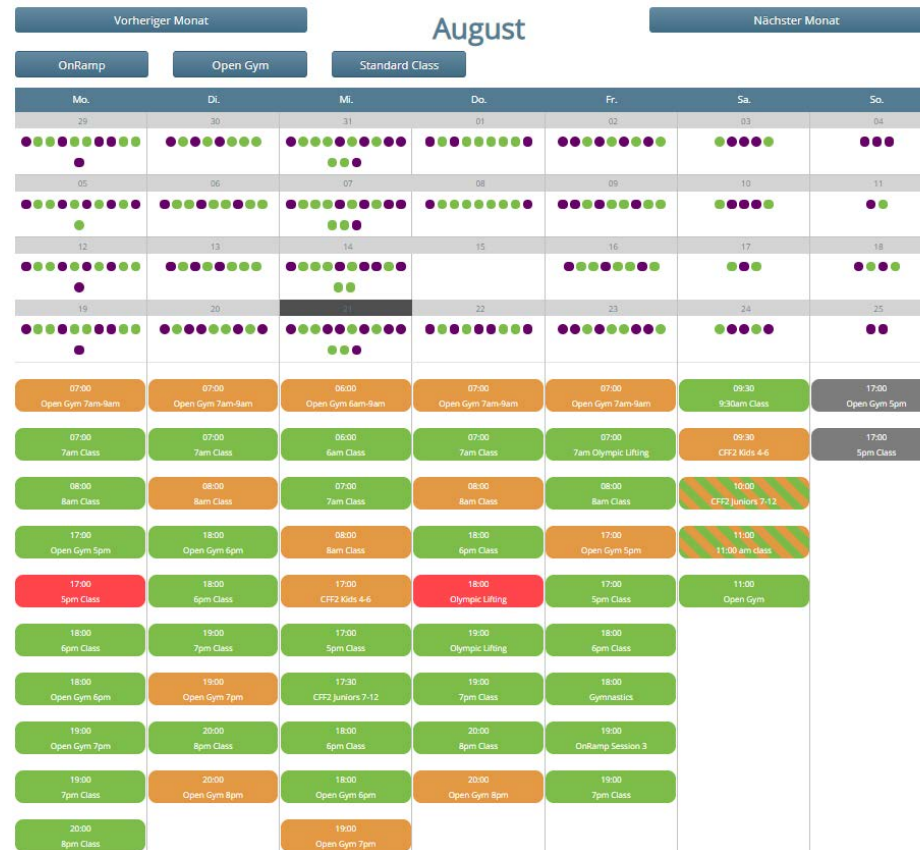 Vorheriger Monat
August
Nächster Monat
OnRamp
Open Gym
Standard Class
Mo. Di. Mi. Do. Fr. Sa. So.
29 30 31 01 02 03 04
05 06 07 08 09 10 11
12 13 14 15 16 17 18
19 20 21 22 23 24 25
07:00
Open Gym 7am-9am
07:00
7am Class
08:00
8am Class
17:00
Open Gym 5pm
17:00
5pm Class
18:00
6pm Class
18:00
Open Gym 6pm
19:00
Open Gym 7pm
19:00
7pm Class
20:00
8pm Class
07:00
Open Gym 7am-9am
07:00
7am Class
08:00
8am Class
18:00
Open Gym 6pm
18:00
6pm Class
19:00
7pm Class
19:00
Open Gym 7pm
20:00
8pm Class
20:00
Open Gym 8pm
06:00
Open Gym 6am-9am
06:00
6am Class
07:00
7am Class
08:00
8am Class
17:00
CFF2 Kids 4-6
17:00
5pm Class
17:30
CFF2 Juniors 7-12
18:00
6pm Class
18:00
Open Gym 6pm
19:00
Open Gym 7pm
07:00
Open Gym 7am-9am
07:00
7am Class
08:00
8am Class
18:00
6pm Class
18:00
Olympic Lifting
19:00
Olympic Lifting
19:00
7pm Class
20:00
8pm Class
20:00
Open Gym 8pm
07:00
Open Gym 7am-9am
07:00
7am Olympic Lifting
08:00
8am Class
17:00
Open Gym 5pm
17:00
5pm Class
18:00
6pm Class
18:00
Gymnastics
19:00
OnRamp Session 3
19:00
7pm Class
09:30
9:30am Class
09:30
CFF2 Kids 4-6
10:00
CFF2 Juniors 7-12
11:00
11:00 am class
11:00
Open Gym
17:00
Open Gym 5pm
17:00
5pm Class